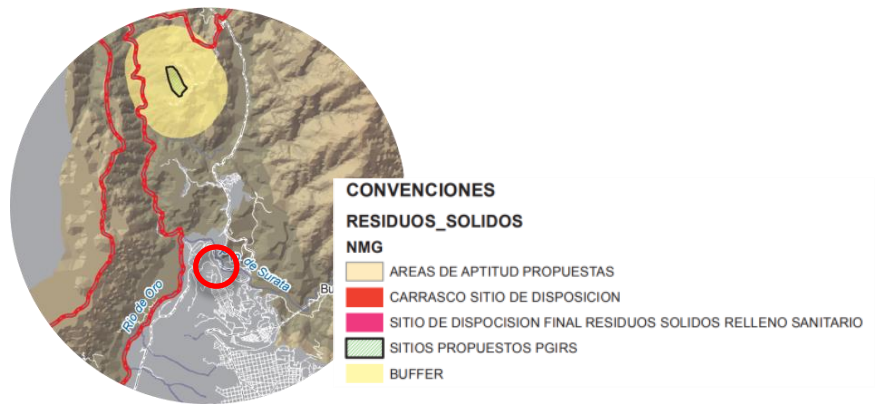 CONVENCIONES
RESIDUOS_SOLIDOS
NMG
AREAS DE APTITUD PROPUESTAS
CARRASCO SITIO DE DISPOSICION
SITIO DE DISPOCISION FINAL RESIDUOS SOLIDOS RELLENO SANITARIO
SITIOS PROPUESTOS PGIRS
BUFFER
de Surata
Rio de Oro
Bu